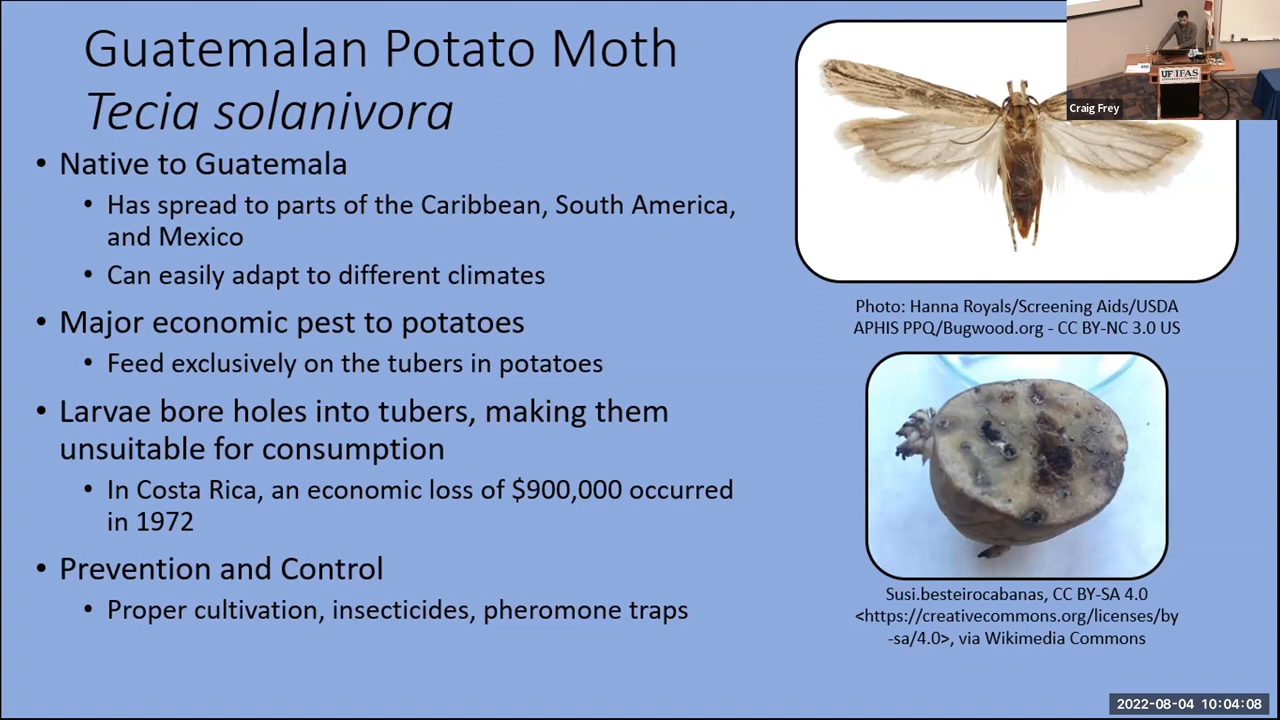 Guatemalan Potato Moth
Tecia solanivora
• Native to Guatemala
• Has spread to parts of the Caribbean, South America,
and Mexico
• Can easily adapt to different climates
• Major economic pest to potatoes
• Feed exclusively on the tubers in potatoes
• Larvae bore holes into tubers, making them
unsuitable for consumption
• In Costa Rica, an economic loss of $900,000 occurred
in 1972
• Prevention and Control
• Proper cultivation, insecticides, pheromone traps
UF IFAS
Craig Frey
Photo: Hanna Royals/Screening Aids/USDA
APHIS PPQ/Bugwood.org - CC BY-NC 3.0 US
Susi.besteirocabanas, CC BY-SA 4.0
<https://creativecommons.org/licenses/by
-sa/4.0>, via Wikimedia Commons
2022-08-04 10:04:08